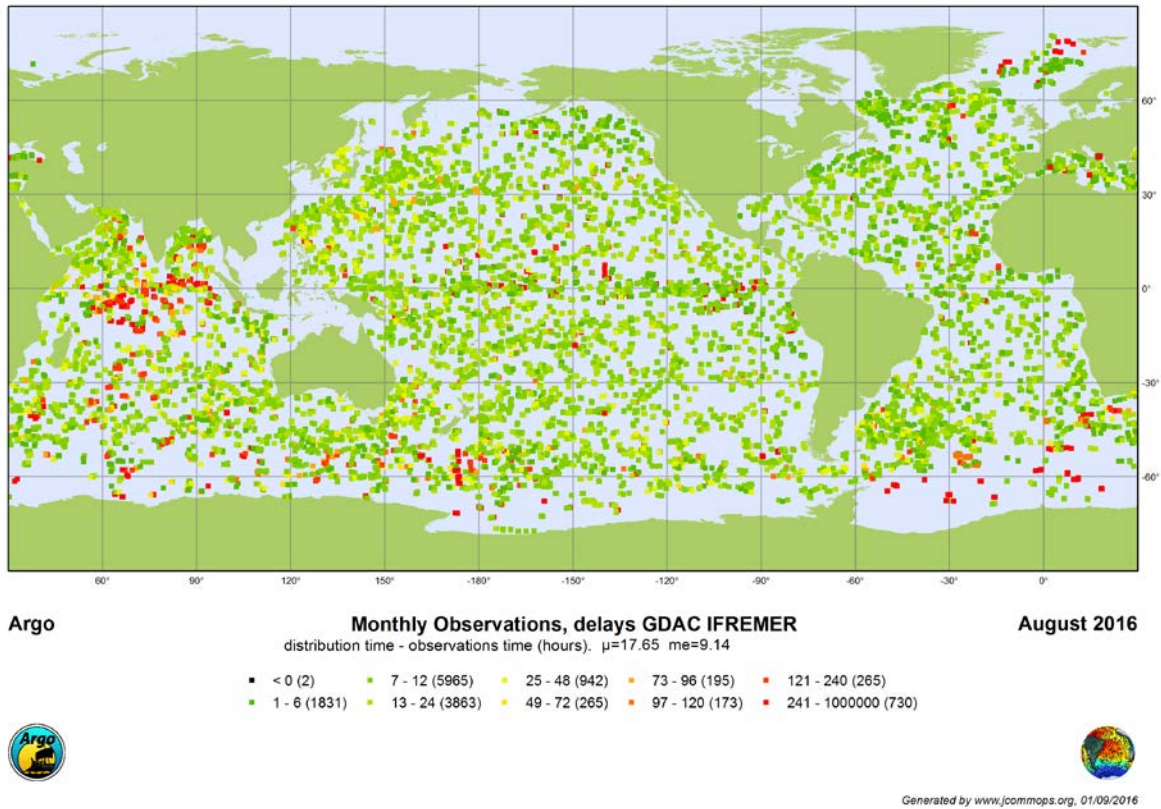 60°
30°
0°
-30°
-60°
60° 90° 120° 150° -180° -150° -120° -90° -60° -30° 0°
Argo Monthly Observations, delays GDAC IFREMER August 2016
distribution time - observations time (hours). µ=17.65 me=9.14
< 0 (2) 7 - 12 (5965) 25 - 48 (942) 73 - 96 (195) 121 - 240 (265)
1 - 6 (1831) 13 - 24 (3863) 49 - 72 (265) 97 - 120 (173) 241 - 1000000 (730)
Argo
Generated by www.jcommops.org, 01/09/2016